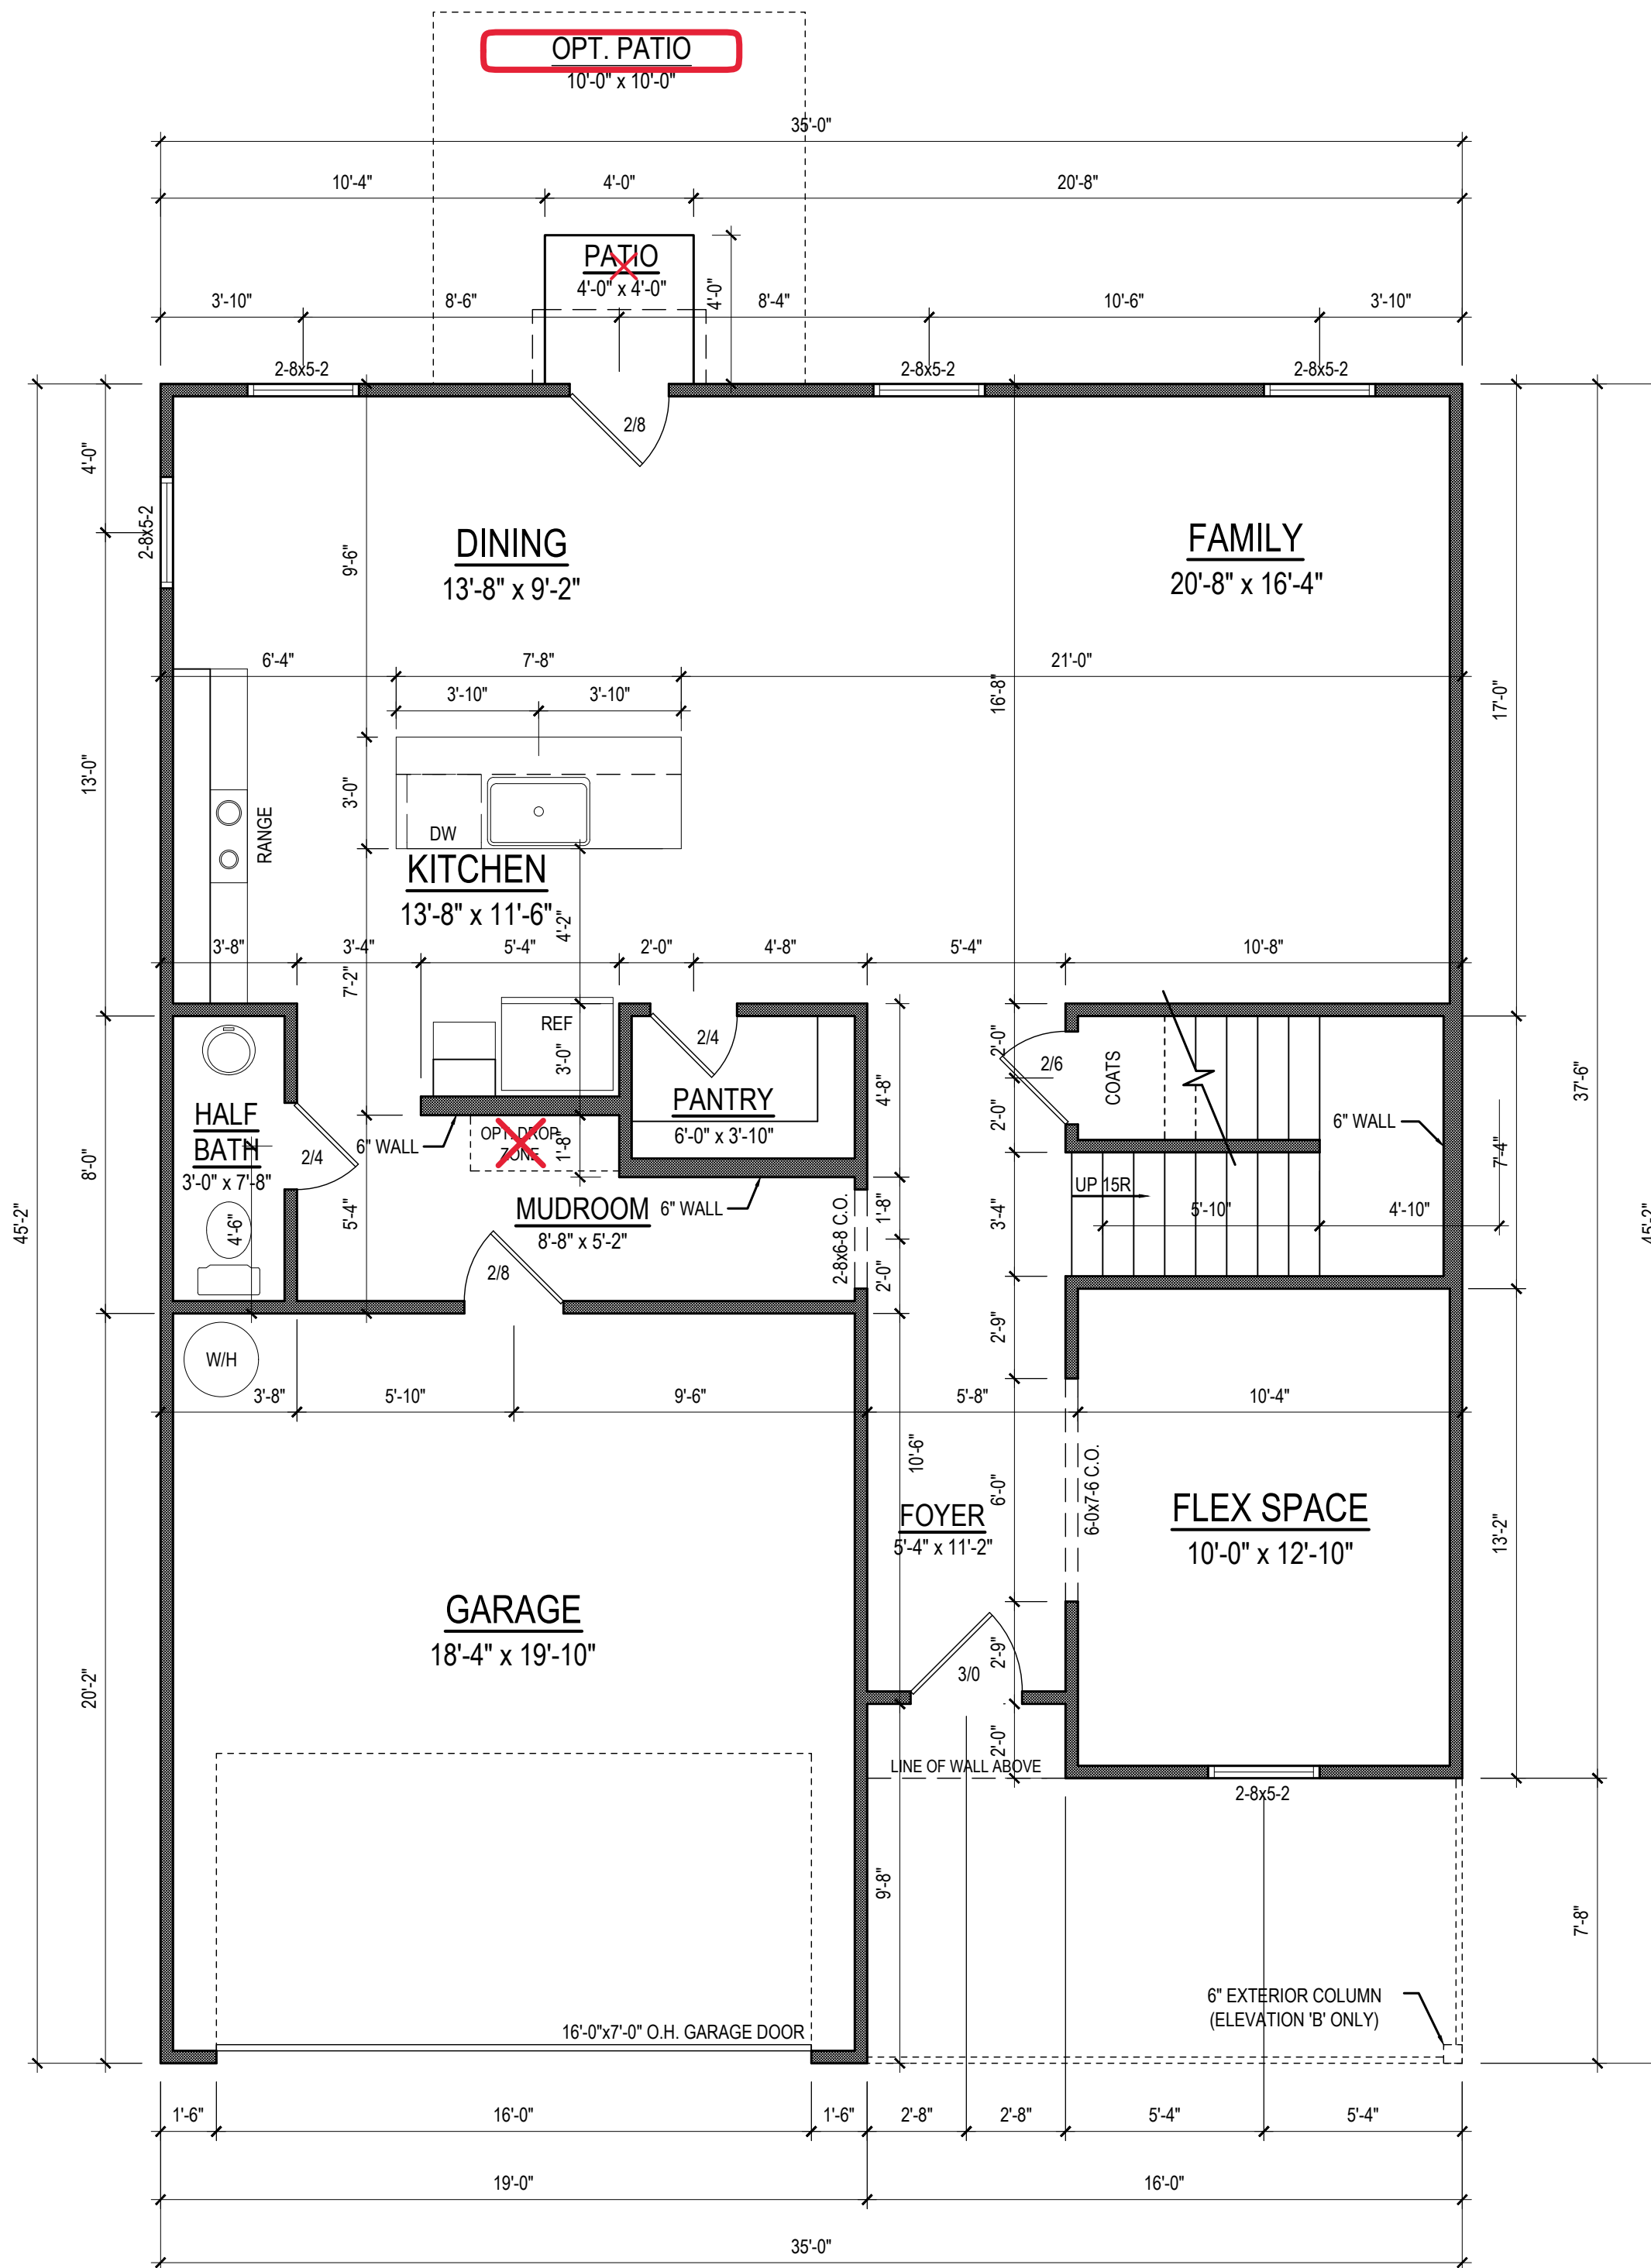 OPT. PATIO
10'-0" x 10'-0"
35'-0"
10'-4"
4'-0"
20'-8"
PATIO
4'-0" x 4'-0"
4'-0"
3'-10"
8'-6"
8'-4"
10'-6"
3'-10"
2-8x5-2
2-8x5-2
2-8x5-2
2/8
4'-0"
2-8x5-2
DINING
13'-8" x 9'-2"
9'-6"
FAMILY
20'-8" x 16'-4"
6'-4"
7'-8"
21'-0"
3'-10"
3'-10"
16'-8"
17'-0"
13'-0"
3'-0"
RANGE
DW
KITCHEN
13'-8" x 11'-6"
4'-2"
3'-8"
3'-4"
5'-4"
2'-0"
4'-8"
5'-4"
10'-8"
7'-2"
REF
3'-0"
2/4
2'-0"
2/6
COATS
37'-6"
4'-8"
PANTRY
6'-0" x 3'-10"
HALF
BATH
3'-0" x 7'-8"
2/4
6" WALL
OPT. DROP
ZONE
1'-8"
2'-0"
6" WALL
7'-4"
8'-0"
45'-2"
45'-2"
4'-6"
5'-4"
MUDROOM
8'-8" x 5'-2"
6" WALL
2-8x6-8 C.O.
1'-8"
2'-0"
3'-4"
UP 15R
5'-10"
4'-10"
2/8
2'-9"
W/H
3'-8"
5'-10"
9'-6"
5'-8"
10'-4"
10'-6"
6'-0"
6-0x7-6 C.O.
FOYER
5'-4" x 11'-2"
FLEX SPACE
10'-0" x 12'-10"
13'-2"
GARAGE
18'-4" x 19'-10"
20'-2"
2'-9"
3/0
2'-0"
LINE OF WALL ABOVE
2-8x5-2
9'-8"
7'-8"
6" EXTERIOR COLUMN
(ELEVATION 'B' ONLY)
16'-0"x7'-0" O.H. GARAGE DOOR
1'-6"
16'-0"
1'-6"
2'-8"
2'-8"
5'-4"
5'-4"
19'-0"
16'-0"
35'-0"